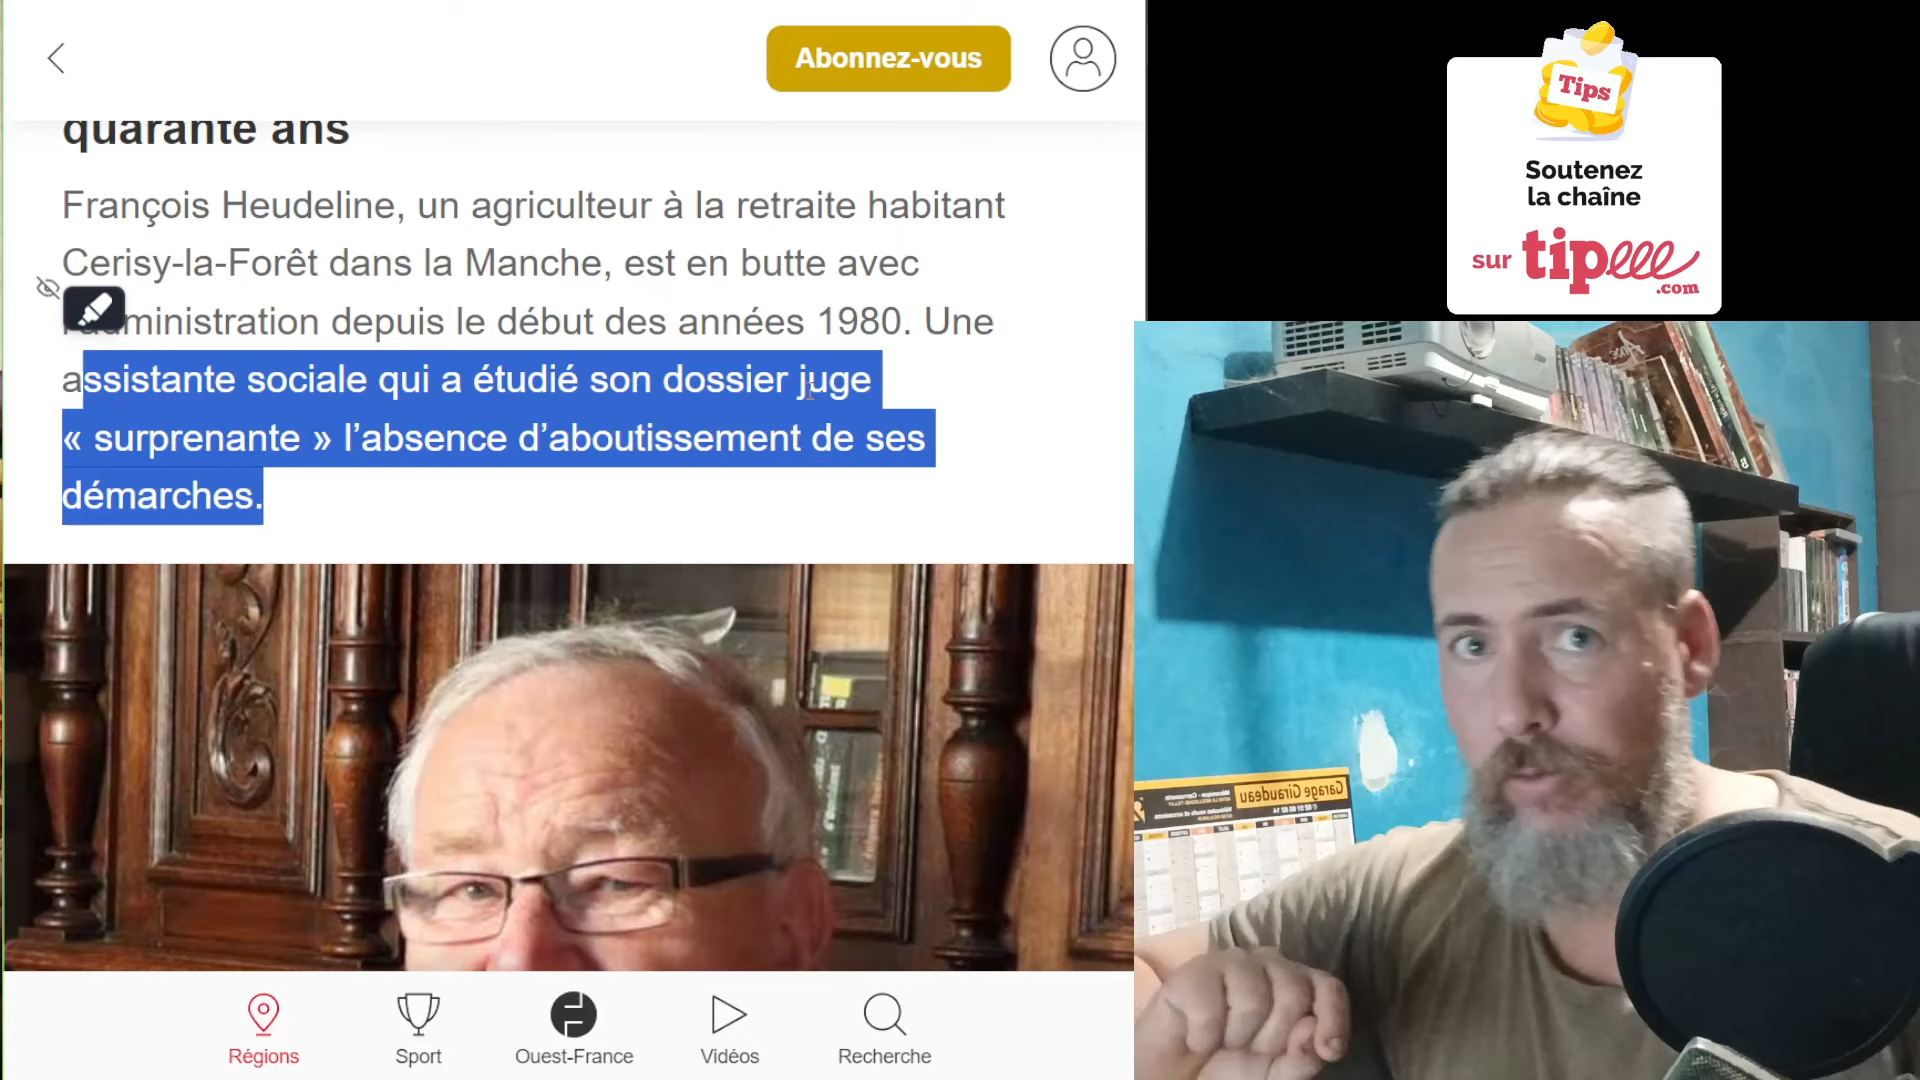 Abonnez-vous
quarante ans
François Heudeline, un agriculteur à la retraite habitant
Cerisy-la-Forêt dans la Manche, est en butte avec
l'administration depuis le début des années 1980. Une
assistante sociale qui a étudié son dossier juge
« surprenante » l’absence d’aboutissement de ses
démarches.
Régions
Sport
Ouest-France
Vidéos
Recherche
Tips
Soutenez
la chaîne
sur tipeee
.com
Garage Giraudeau